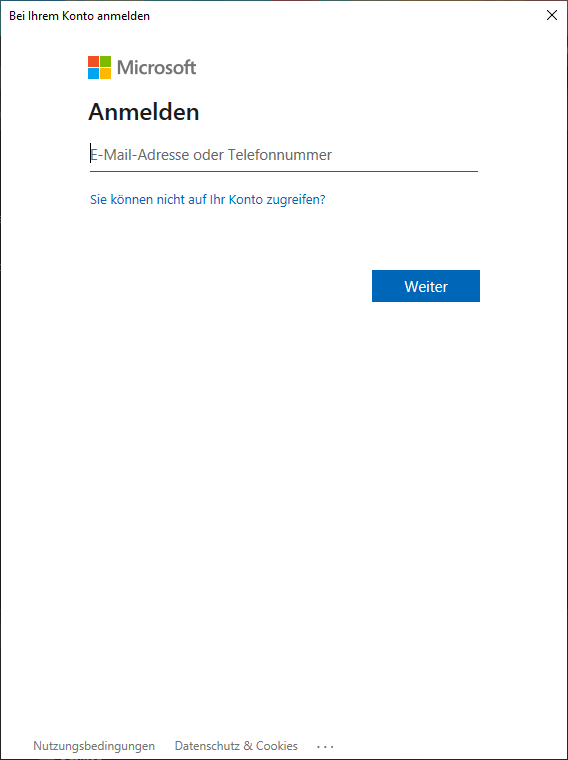 Bei Ihrem Konto anmelden
Microsoft
Anmelden
E-Mail-Adresse oder Telefonnummer
Sie können nicht auf Ihr Konto zugreifen?
Weiter
Nutzungsbedingungen Datenschutz & Cookies ...